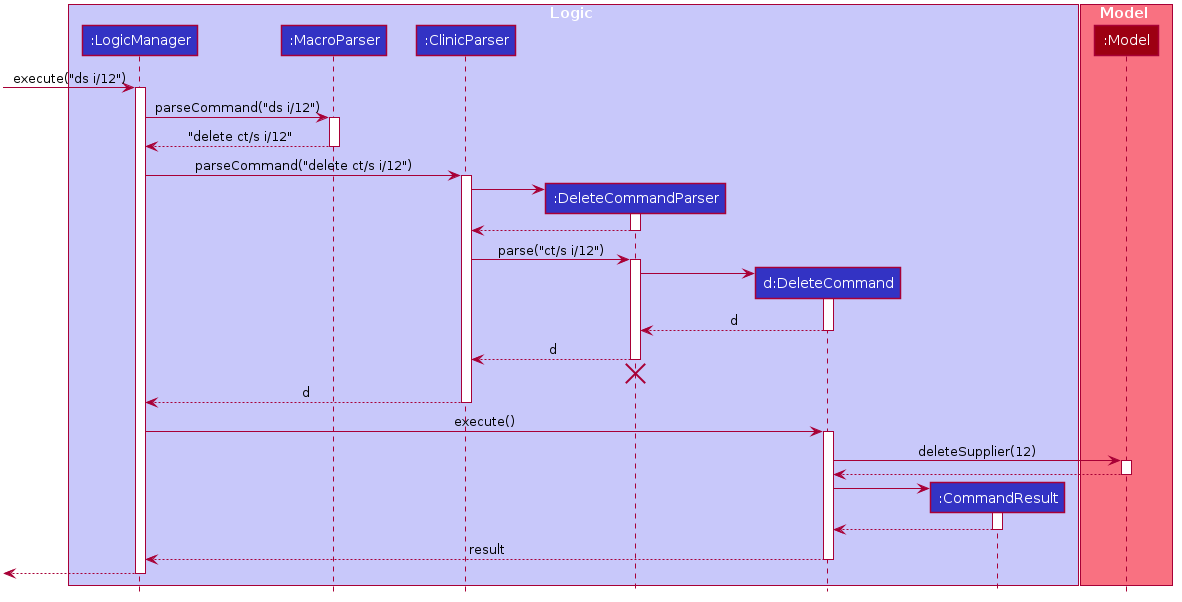 Logic
Model
:LogicManager
:MacroParser
:ClinicParser
:Model
execute("ds i/12")
parseCommand("ds i/12")
"delete ct/s i/12"
parseCommand("delete ct/s i/12")
:DeleteCommandParser
parse("ct/s i/12")
d:DeleteCommand
d
d
d
execute()
deleteSupplier(12)
:CommandResult
result